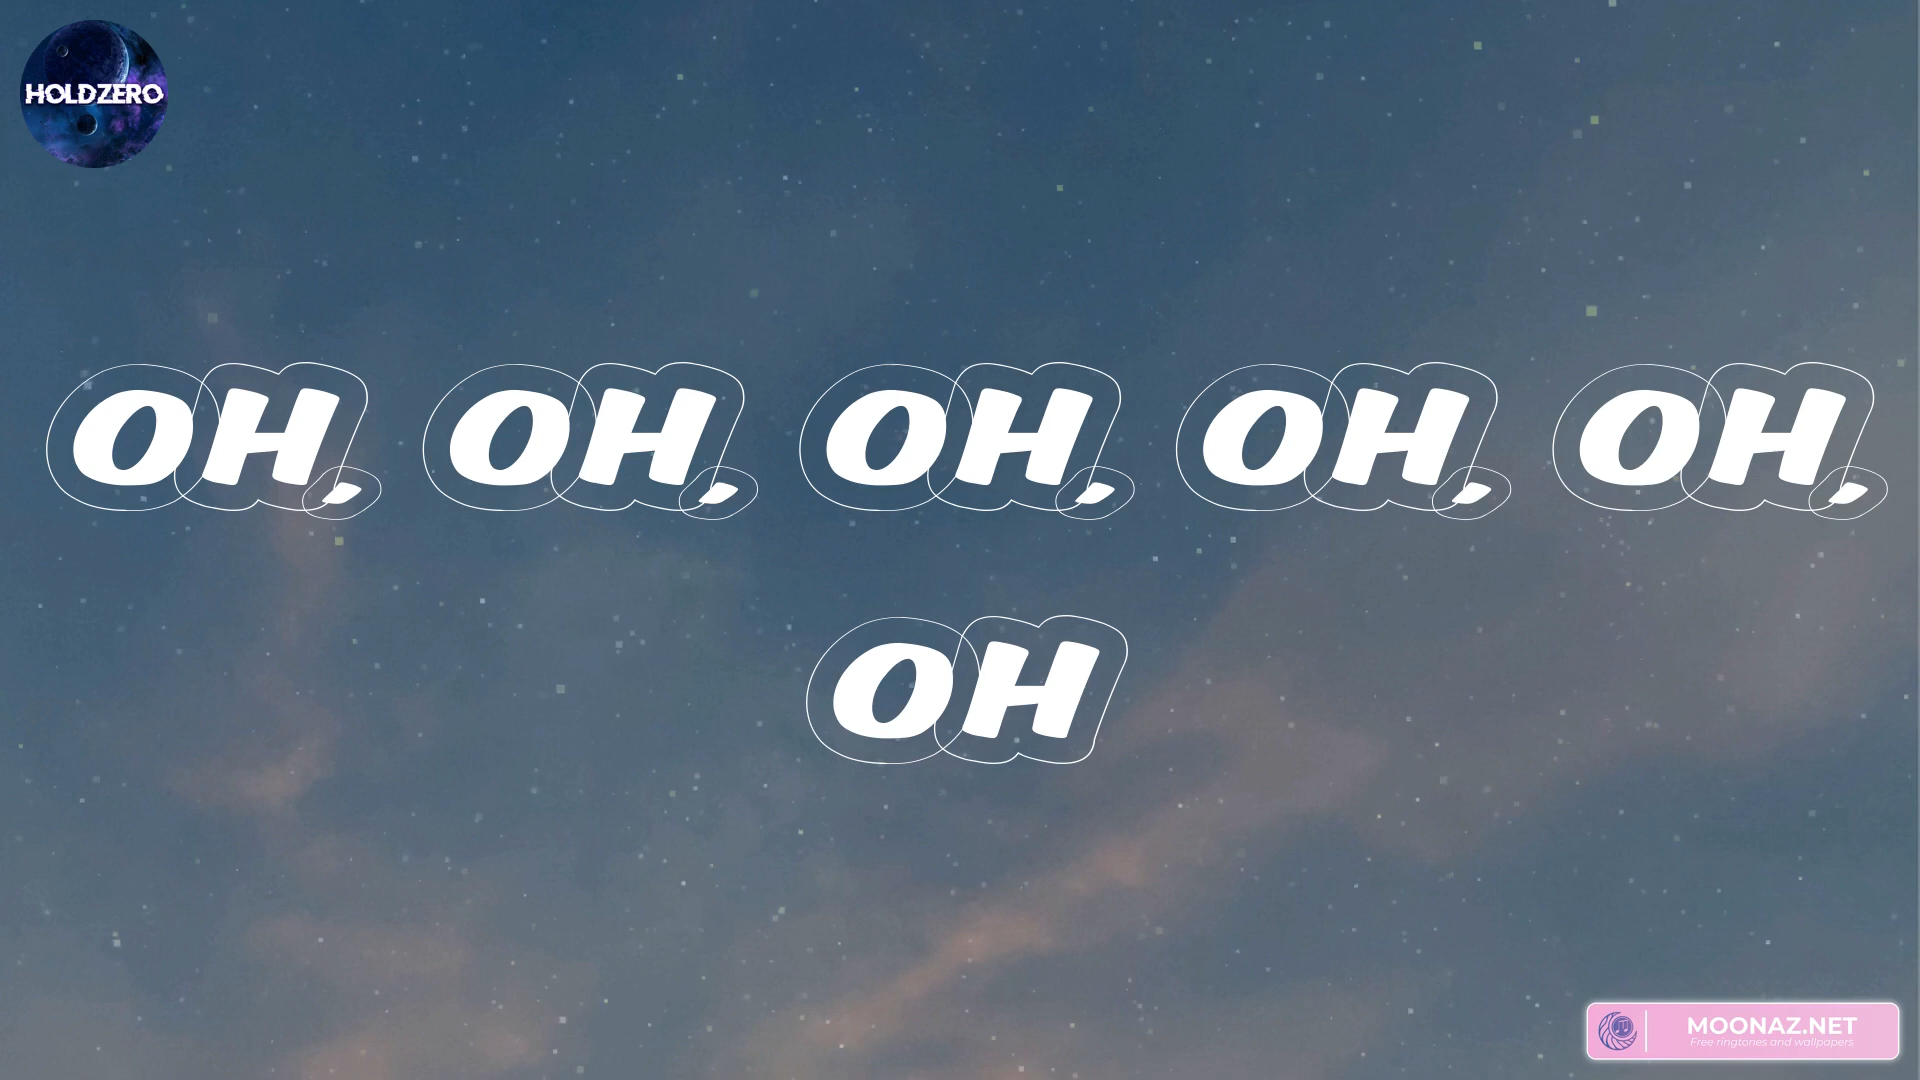 HOLDZERO
OH, OH, OH, OH, OH,
OH
MOONAZ.NET
Free ringtones and wallpapers